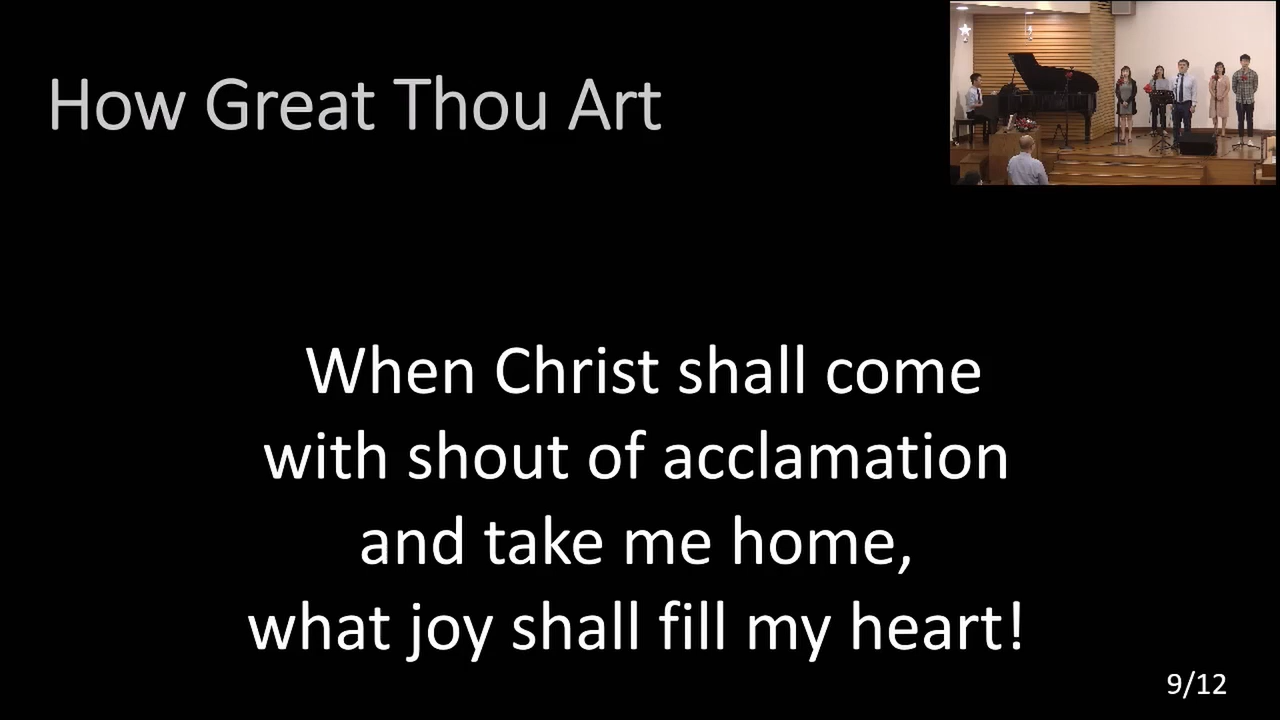 How Great Thou Art
When Christ shall come
with shout of acclamation
and take me home,
what joy shall fill my heart!
9/12